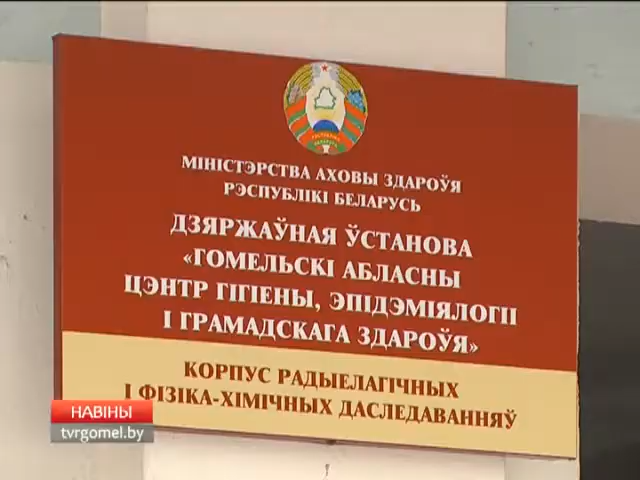 МІНІСТЭРСТВА АХОВЫ ЗДАРОЎЯ
РЭСПУБЛІКІ БЕЛАРУСЬ
ДЗЯРЖАЎНАЯ ЎСТАНОВА
«ГОМЕЛЬСКІ АБЛАСНЫ
ЦЭНТР ГІГІЕНЫ, ЭПІДЭМІЯЛОГІІ
І ГРАМАДСКАГА ЗДАРОЎЯ»
КОРПУС РАДЫЕЛАГІЧНЫХ
І ФІЗІКА-ХІМІЧНЫХ ДАСЛЕДАВАННЯЎ
НАВІНЫ
tvrgomel.by